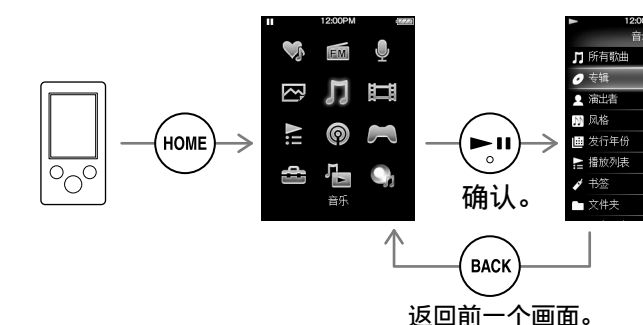 12:00PM
FM
音乐
HOME
确认。
12:0
音
所有歌曲
专辑
演出者
风格
发行年份
播放列表
书签
文件夹
BACK
返回前一个画面。